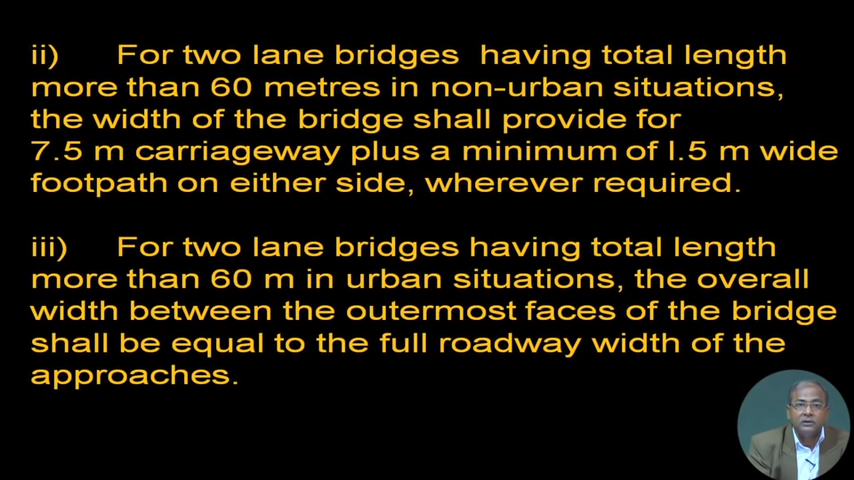 ii) For two lane bridges having total length
more than 60 metres in non-urban situations,
the width of the bridge shall provide for
7.5 m carriageway plus a minimum of l.5 m wide
footpath on either side, wherever required.
iii) For two lane bridges having total length
more than 60 m in urban situations, the overall
width between the outermost faces of the bridge
shall be equal to the full roadway width of the
approaches.